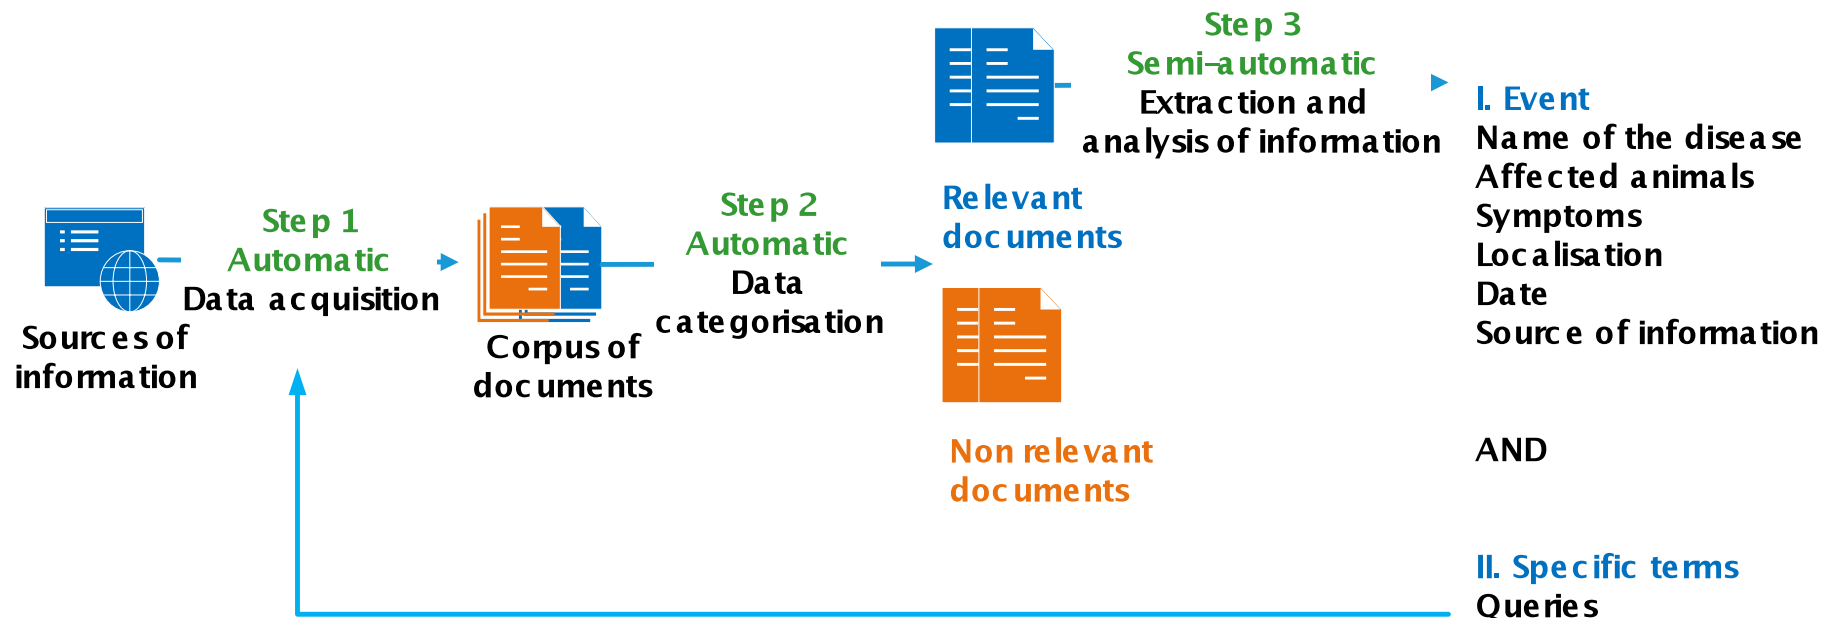 Sources of
information
Step 1
Automatic
Data acquisition
Corpus of
documents
Step 2
Automatic
Data
categorisation
Relevant
documents
Non relevant
documents
Step 3
Semi-automatic
Extraction and
analysis of information
I. Event
Name of the disease
Affected animals
Symptoms
Localisation
Date
Source of information
AND
II. Specific terms
Queries